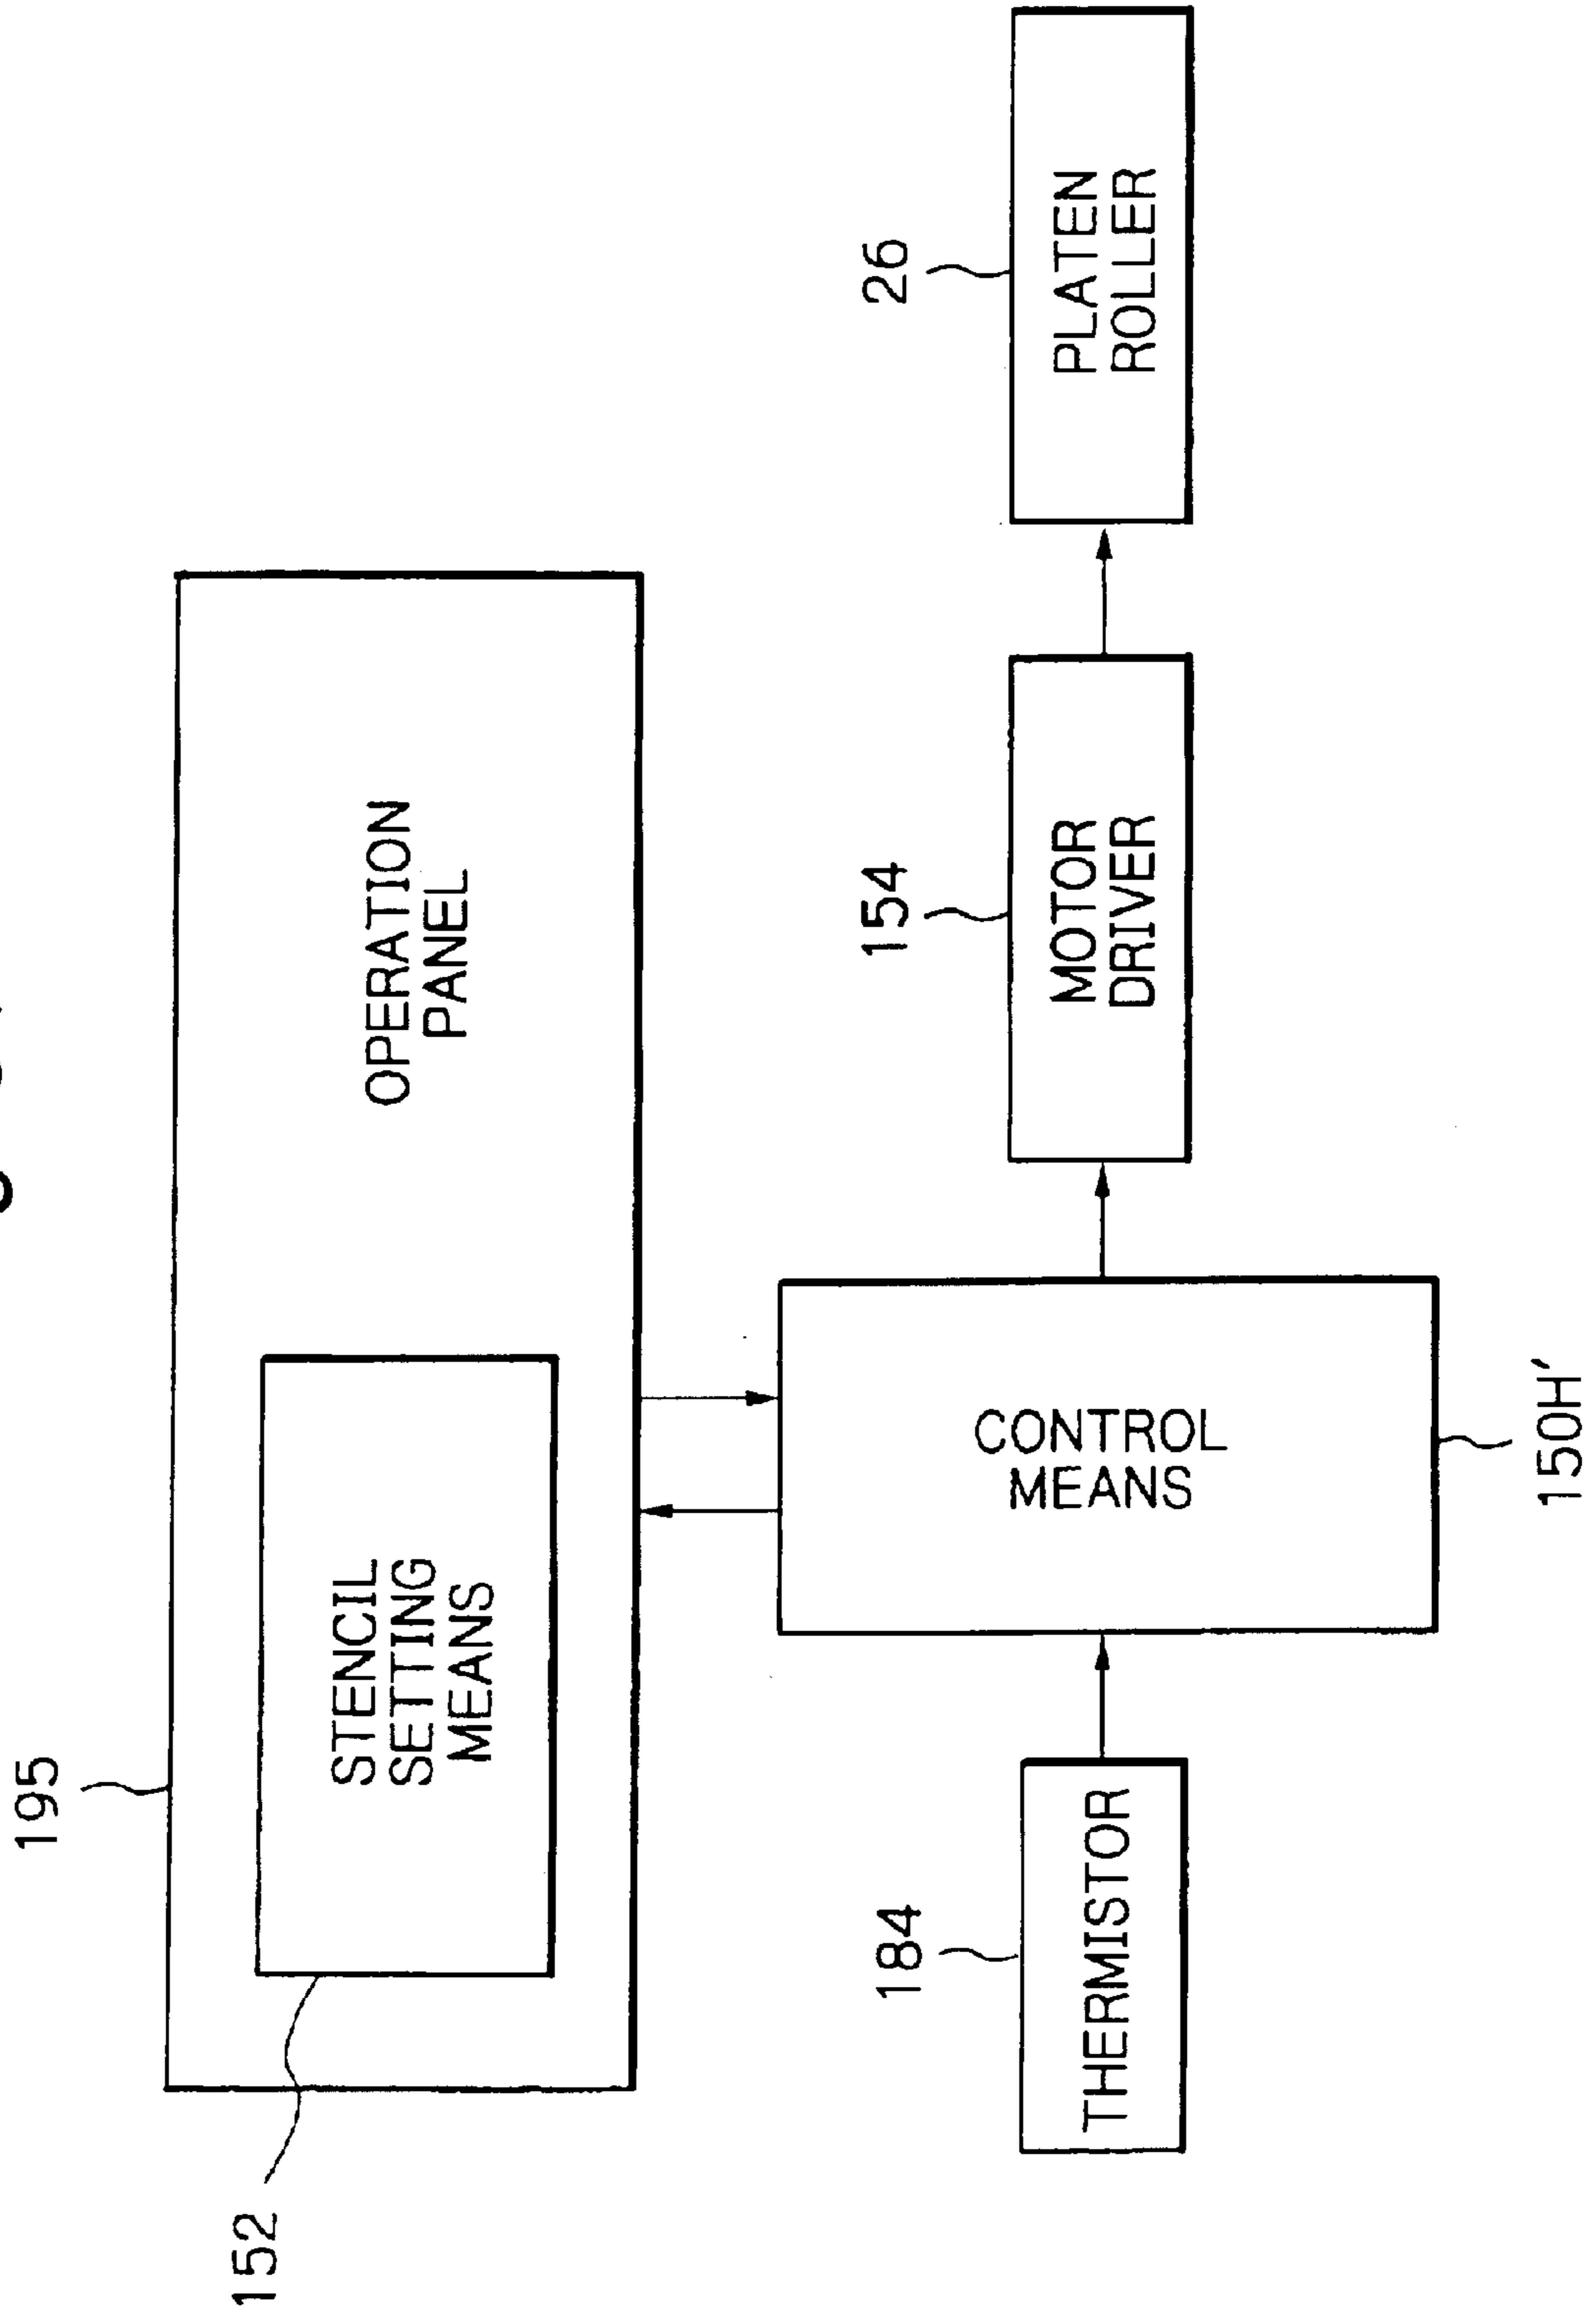 195
152
STENCIL
SETTING
MEANS
OPERATION
PANEL
184
THERMISTOR
CONTROL
MEANS
150H'
154
MOTOR
DRIVER
26
PLATEN
ROLLER